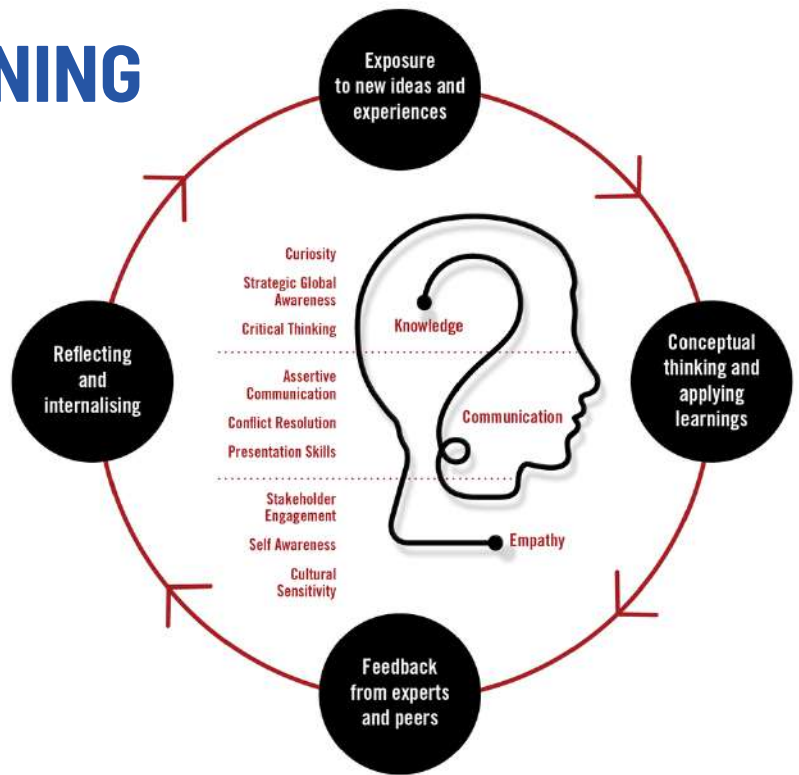 NING
Exposure
to new ideas and
experiences
Curiosity
Strategic Global
Awareness
Critical Thinking
Knowledge
Reflecting
and
internalising
Conceptual
thinking and
applying
learnings
Assertive
Communication
Conflict Resolution
Presentation Skills
Communication
Stakeholder
Engagement
Self Awareness
Cultural
Sensitivity
Empathy
Feedback
from experts
and peers